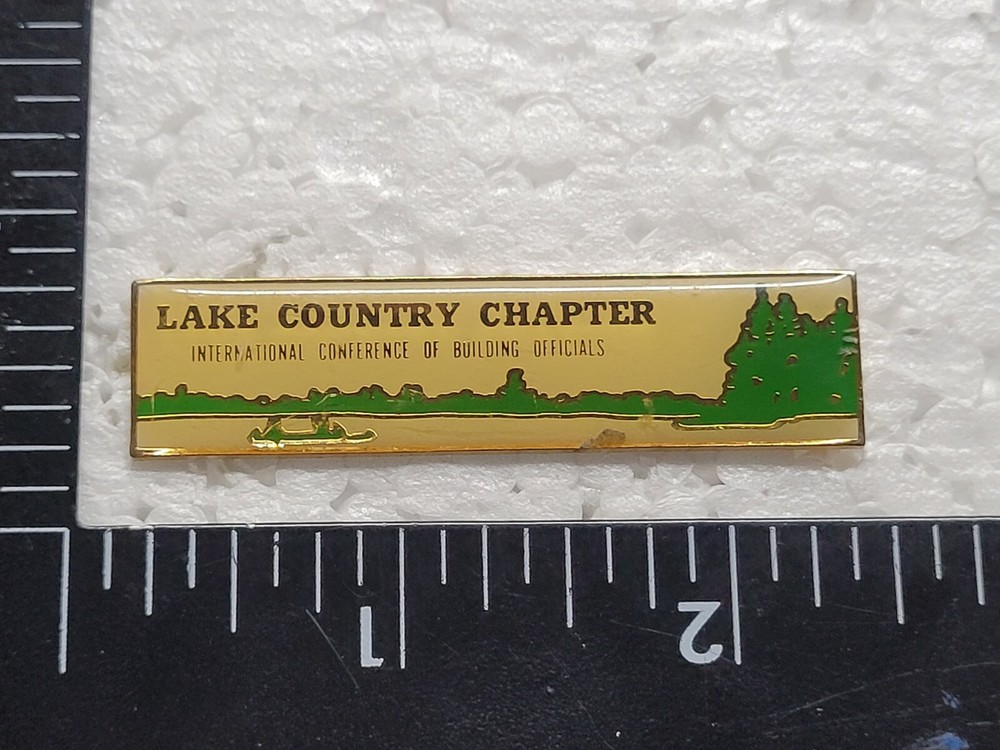 LAKE COUNTRY CHAPTER
INTERNATIONAL CONFERENCE OF BUILDING OFFICIALS
1 2